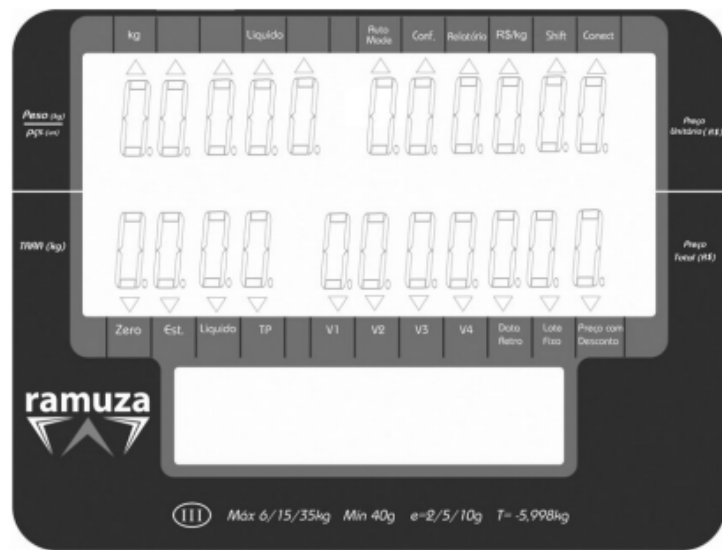 kg Liquido Auto Mode Conf. Relatório R$/kg Shift Conect
Peso (kg)
pçs (un)
Preço
Unitário (R$)
TARA (kg)
Preço
Total (R$)
Zero Est. Liquido TP V1 V2 V3 V4 Data Retro Lote Fixo Preço com Desconto
ramuza
III Máx 6/15/35kg Min 40g e=2/5/10g T= -5,998kg